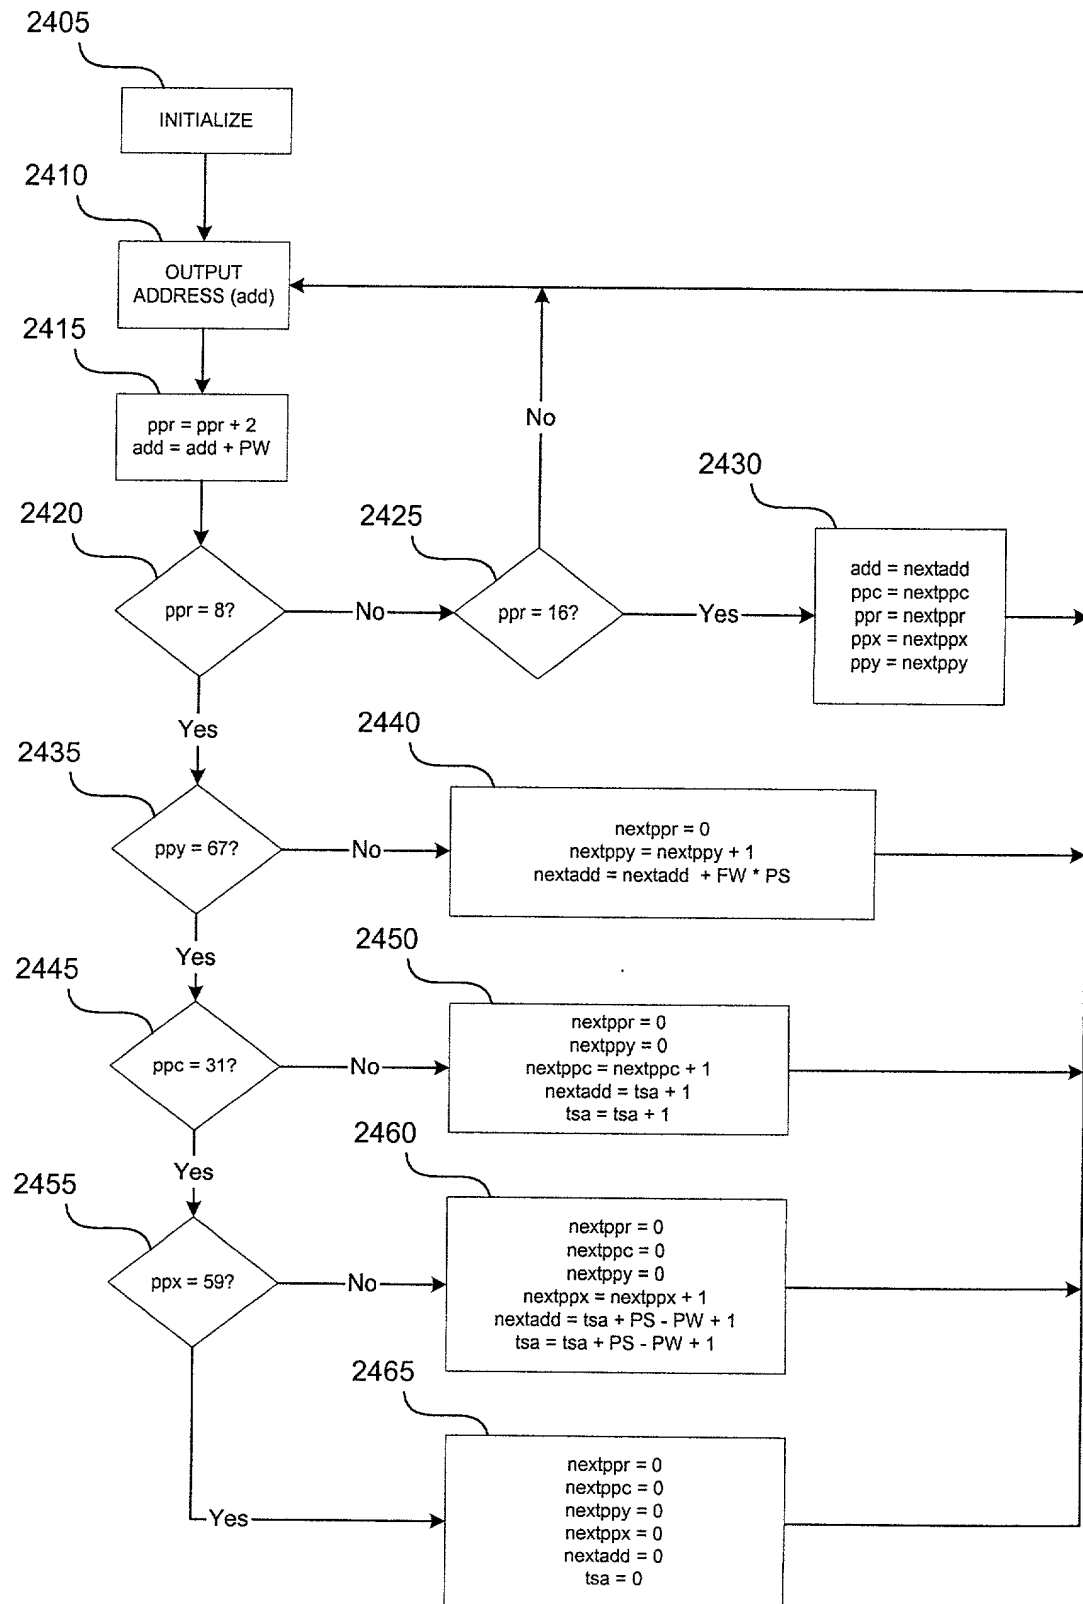 2405
INITIALIZE
2410
OUTPUT
ADDRESS (add)
2415
ppr = ppr + 2
add = add + PW
2420
ppr = 8?
No
2425
ppr = 16?
No
Yes
2430
add = nextadd
ppc = nextppc
ppr = nextppr
ppx = nextppx
ppy = nextppy
Yes
2435
ppy = 67?
No
2440
nextppr = 0
nextppy = nextppy + 1
nextadd = nextadd + FW * PS
Yes
2445
ppc = 31?
No
2450
nextppr = 0
nextppy = 0
nextppc = nextppc + 1
nextadd = tsa + 1
tsa = tsa + 1
Yes
2455
ppx = 59?
No
2460
nextppr = 0
nextppc = 0
nextppy = 0
nextppx = nextppx + 1
nextadd = tsa + PS - PW + 1
tsa = tsa + PS - PW + 1
Yes
2465
nextppr = 0
nextppc = 0
nextppy = 0
nextppx = 0
nextadd = 0
tsa = 0